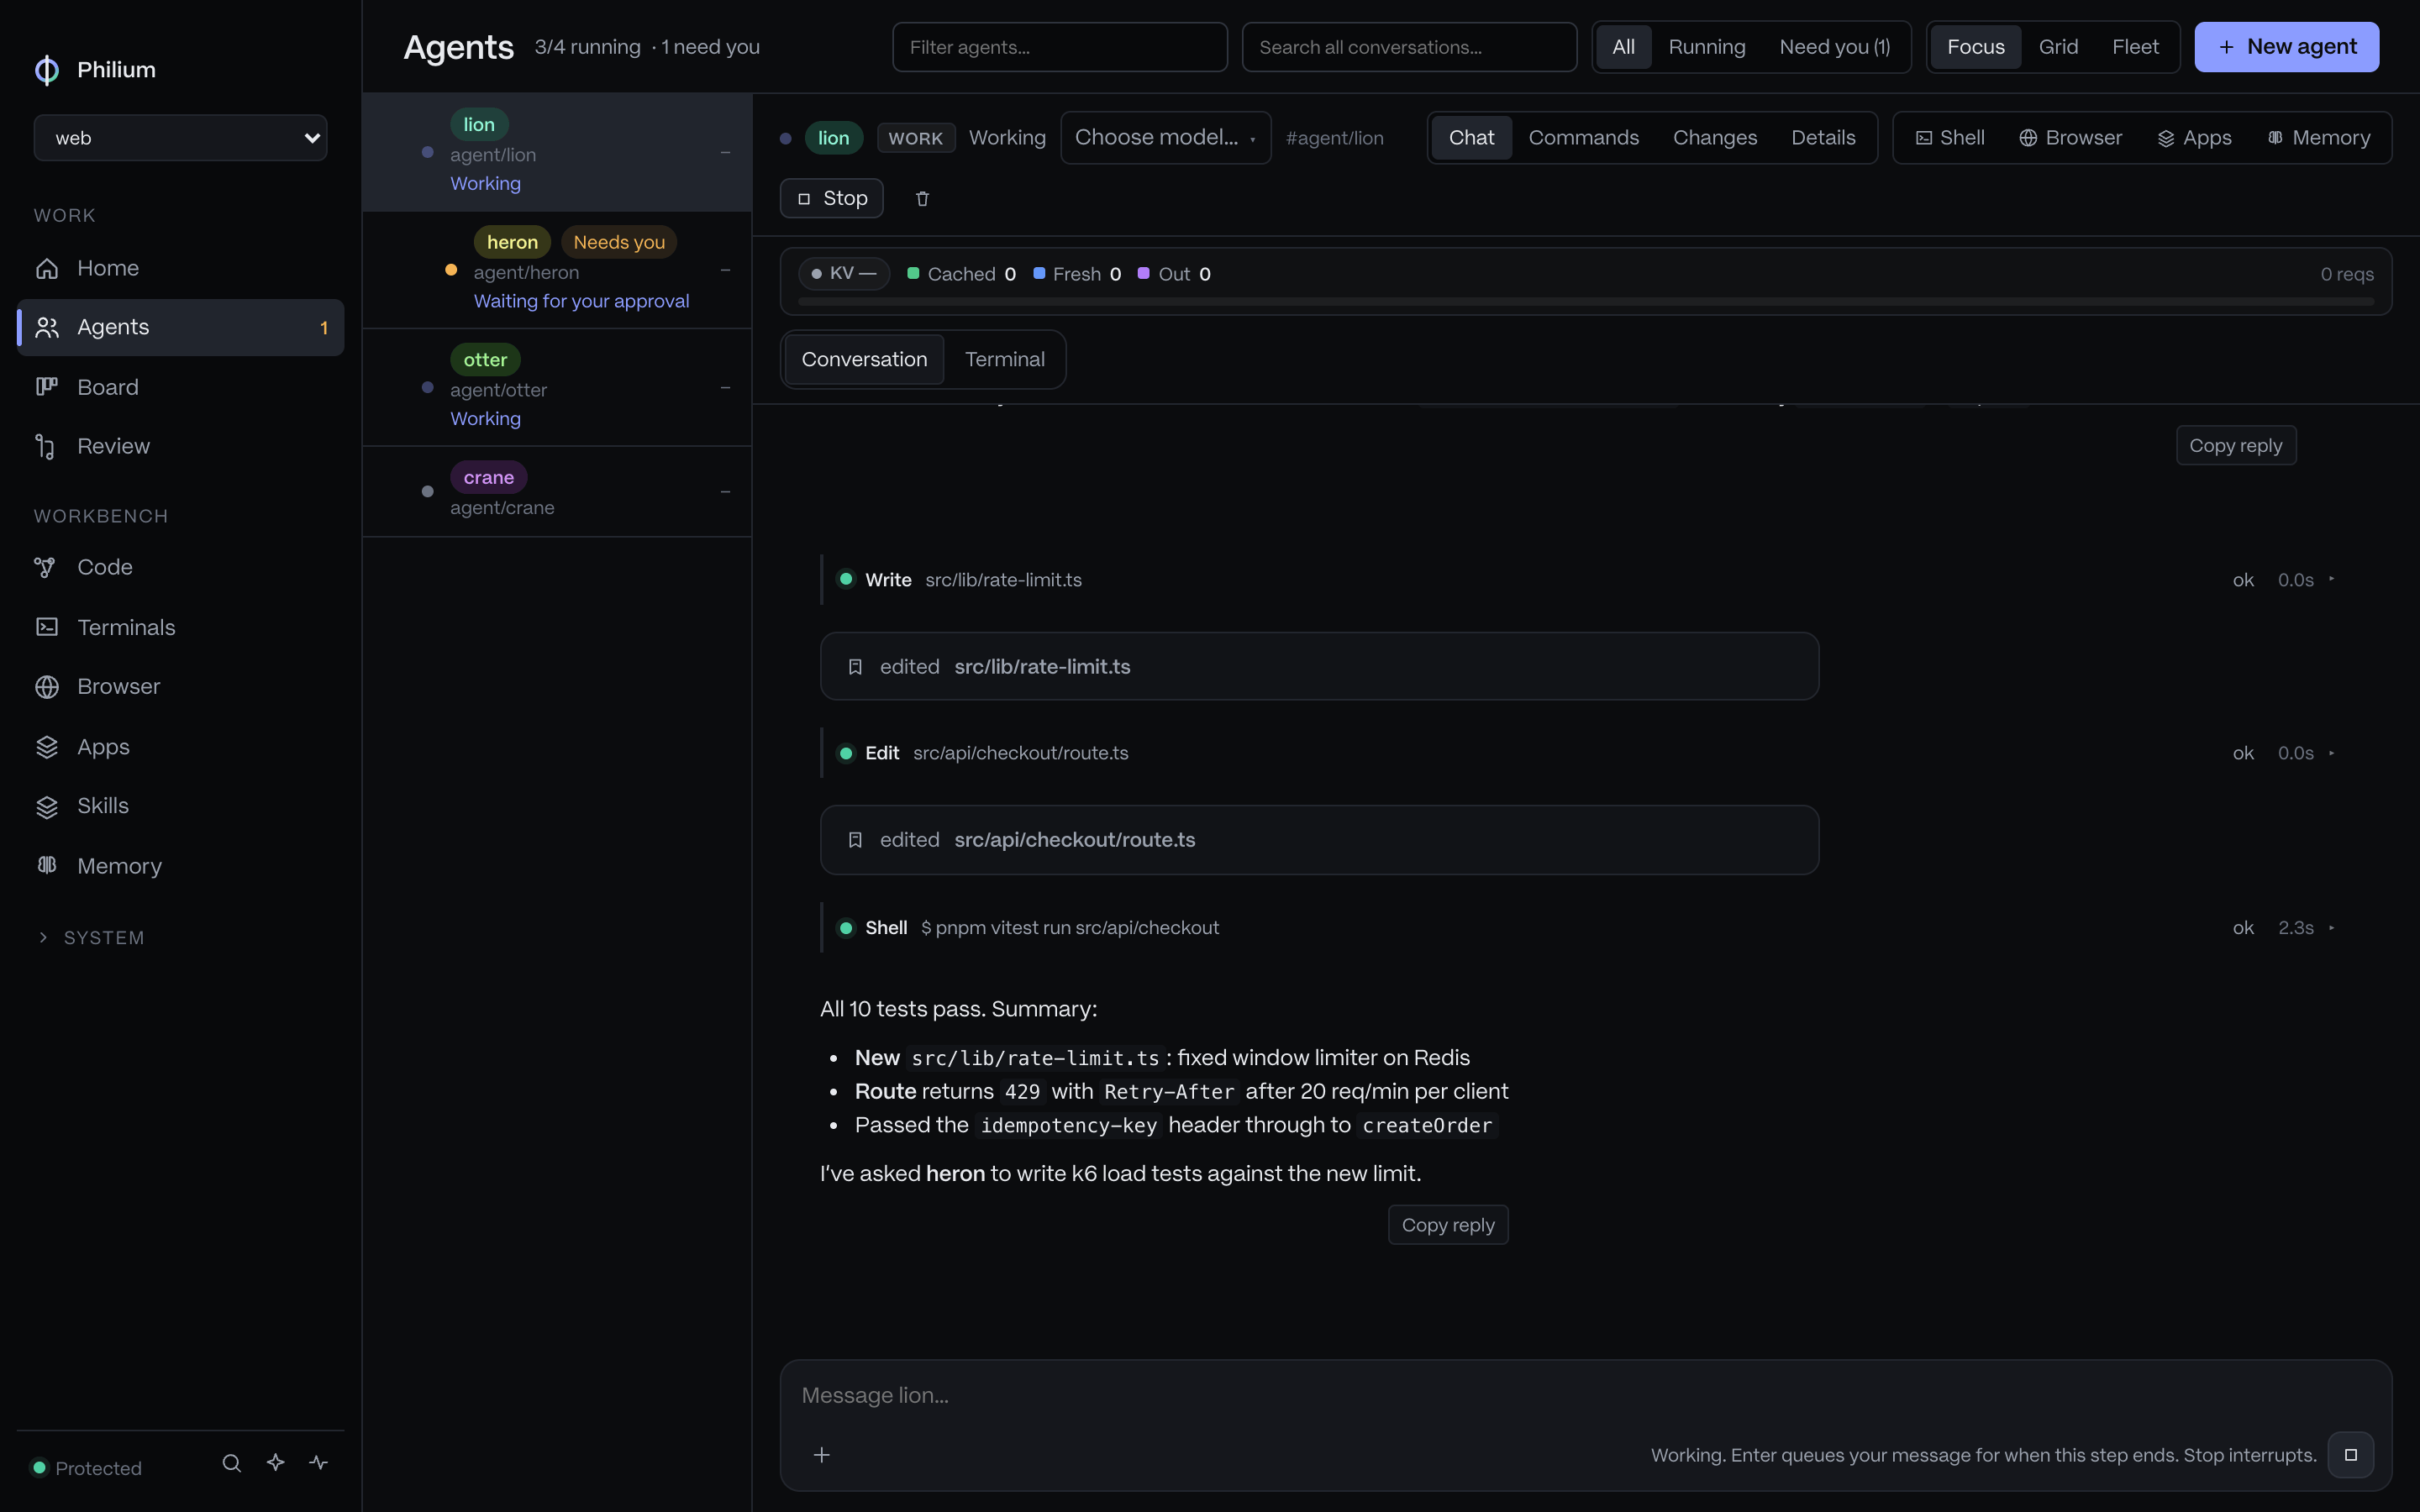 Philium
web
WORK
Home
Agents 1
Board
Review
WORKBENCH
Code
Terminals
Browser
Apps
Skills
Memory
SYSTEM
Protected
Agents 3/4 running · 1 need you
Filter agents...
Search all conversations...
All Running Need you (1)
Focus Grid Fleet
+ New agent
lion
agent/lion –
Working
heron Needs you
agent/heron –
Waiting for your approval
otter
agent/otter –
Working
crane
agent/crane –
lion WORK Working Choose model... #agent/lion
Chat Commands Changes Details
Shell Browser Apps Memory
Stop
KV — Cached 0 Fresh 0 Out 0 0 reqs
Conversation Terminal
Copy reply
Write src/lib/rate-limit.ts ok 0.0s
edited src/lib/rate-limit.ts
Edit src/api/checkout/route.ts ok 0.0s
edited src/api/checkout/route.ts
Shell $ pnpm vitest run src/api/checkout ok 2.3s
All 10 tests pass. Summary:
• New src/lib/rate-limit.ts: fixed window limiter on Redis
• Route returns 429 with Retry-After after 20 req/min per client
• Passed the idempotency-key header through to createOrder
I've asked heron to write k6 load tests against the new limit.
Copy reply
Message lion...
Working. Enter queues your message for when this step ends. Stop interrupts.